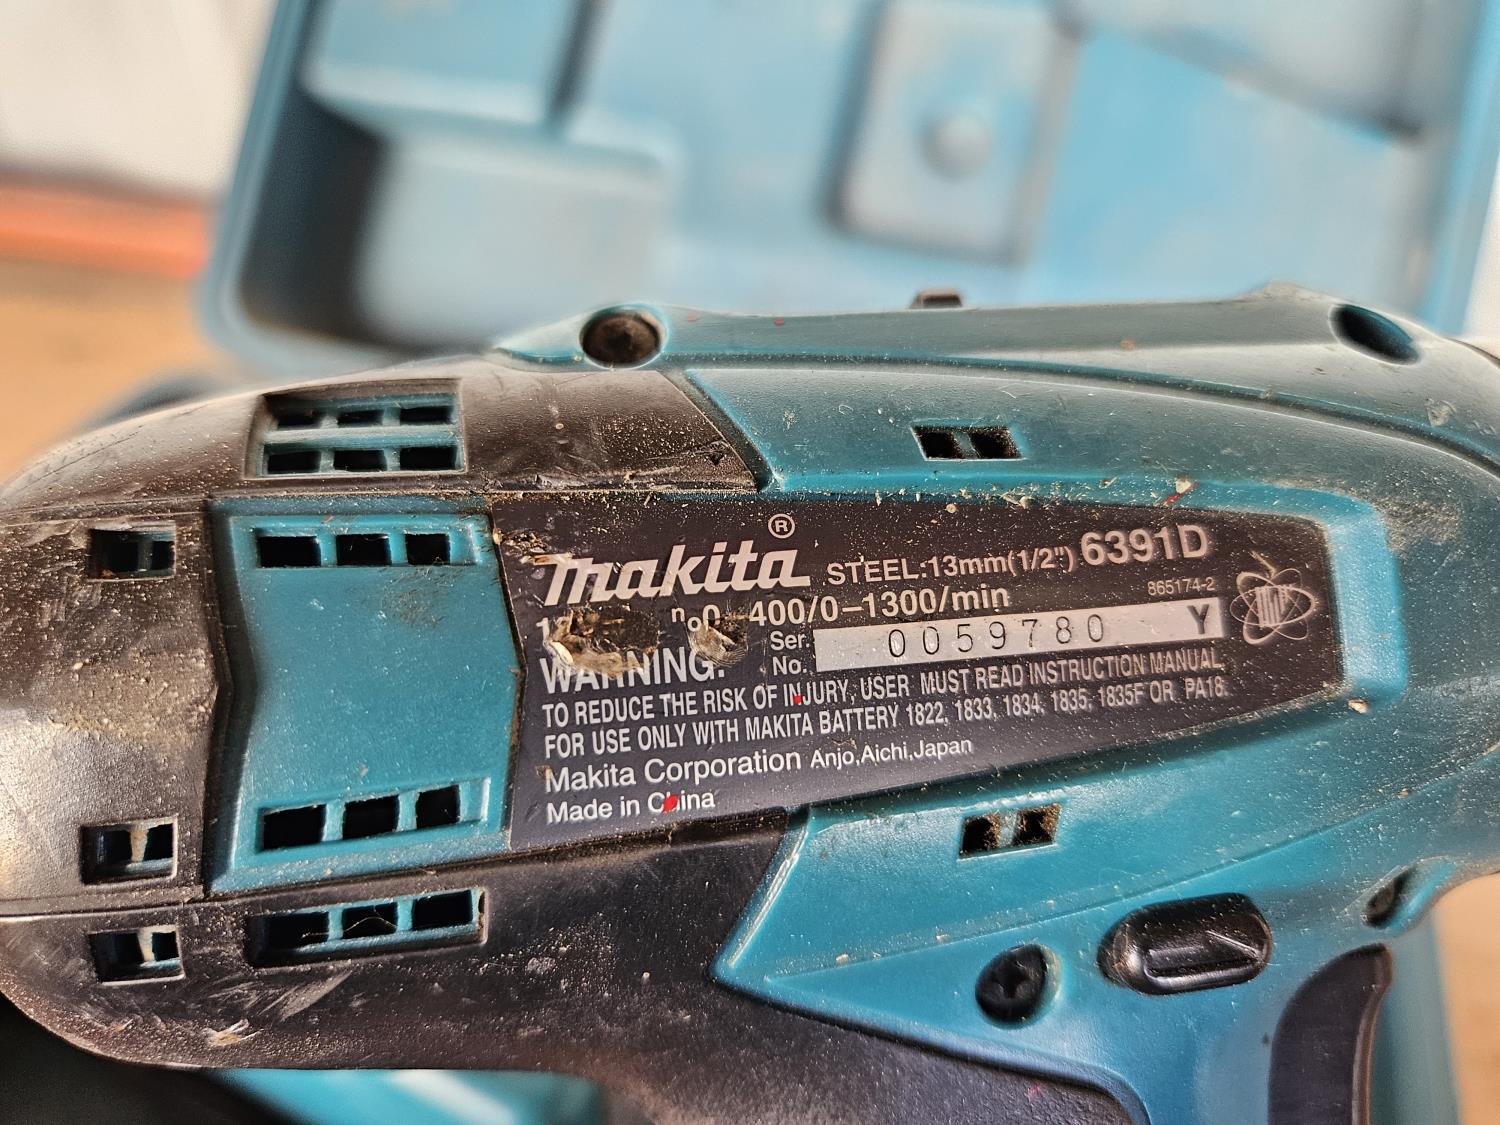 makita® STEEL:13mm(1/2") 6391D
no 400/0–1300/min 865174-2
Ser. No. 0059780 Y
WARNING:
TO REDUCE THE RISK OF INJURY, USER MUST READ INSTRUCTION MANUAL.
FOR USE ONLY WITH MAKITA BATTERY 1822, 1833, 1834, 1835, 1835F OR PA18.
Makita Corporation Anjo,Aichi,Japan
Made in China